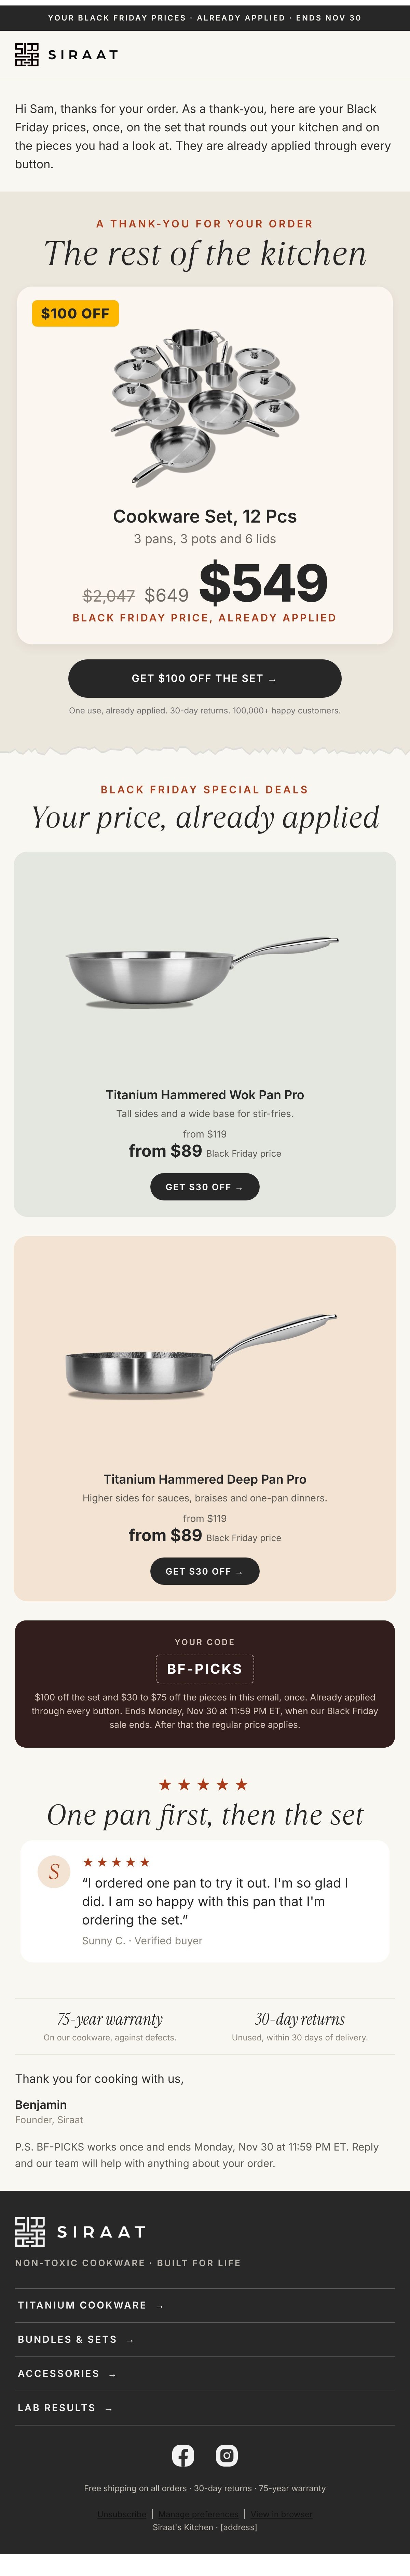 YOUR BLACK FRIDAY PRICES · ALREADY APPLIED · ENDS NOV 30
SIRAAT
Hi Sam, thanks for your order. As a thank-you, here are your Black
Friday prices, once, on the set that rounds out your kitchen and on
the pieces you had a look at. They are already applied through every
button.
A THANK-YOU FOR YOUR ORDER
The rest of the kitchen
$100 OFF
Cookware Set, 12 Pcs
3 pans, 3 pots and 6 lids
$2,047 $649 $549
BLACK FRIDAY PRICE, ALREADY APPLIED
GET $100 OFF THE SET →
One use, already applied. 30-day returns. 100,000+ happy customers.
BLACK FRIDAY SPECIAL DEALS
Your price, already applied
Titanium Hammered Wok Pan Pro
Tall sides and a wide base for stir-fries.
from $119
from $89 Black Friday price
GET $30 OFF →
Titanium Hammered Deep Pan Pro
Higher sides for sauces, braises and one-pan dinners.
from $119
from $89 Black Friday price
GET $30 OFF →
YOUR CODE
BF-PICKS
$100 off the set and $30 to $75 off the pieces in this email, once. Already applied
through every button. Ends Monday, Nov 30 at 11:59 PM ET, when our Black Friday
sale ends. After that the regular price applies.
★★★★★
One pan first, then the set
S
★★★★★
“I ordered one pan to try it out. I'm so glad I
did. I am so happy with this pan that I'm
ordering the set.”
Sunny C. · Verified buyer
75-year warranty
On our cookware, against defects.
30-day returns
Unused, within 30 days of delivery.
Thank you for cooking with us,
Benjamin
Founder, Siraat
P.S. BF-PICKS works once and ends Monday, Nov 30 at 11:59 PM ET. Reply
and our team will help with anything about your order.
SIRAAT
NON-TOXIC COOKWARE · BUILT FOR LIFE
TITANIUM COOKWARE →
BUNDLES & SETS →
ACCESSORIES →
LAB RESULTS →
Free shipping on all orders · 30-day returns · 75-year warranty
Unsubscribe | Manage preferences | View in browser
Siraat's Kitchen · [address]